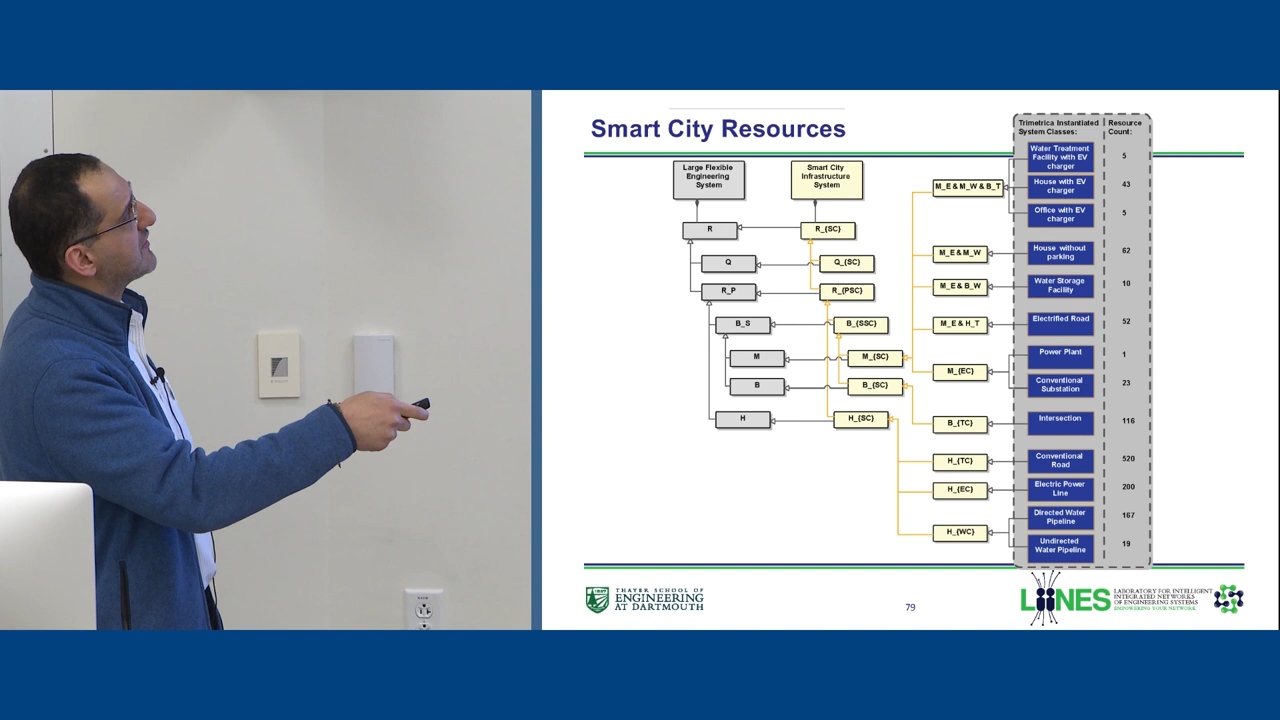 Smart City Resources
Trimetrica Instantiated
System Classes:
Resource
Count:
Large Flexible
Engineering
System
Smart City
Infrastructure
System
R
R_{SC}
Q
Q_{SC}
R_P
R_{PSC}
B_S
B_{SSC}
M
M_{SC}
B
B_{SC}
H
H_{SC}
M_E & M_W & B_T
M_E & M_W
M_E & B_W
M_E & H_T
M_{EC}
B_{TC}
H_{TC}
H_{EC}
H_{WC}
Water Treatment
Facility with EV
charger
5
House with EV
charger
43
Office with EV
charger
5
House without
parking
62
Water Storage
Facility
10
Electrified Road
52
Power Plant
1
Conventional
Substation
23
Intersection
116
Conventional
Road
520
Electric Power
Line
200
Directed Water
Pipeline
167
Undirected
Water Pipeline
19
THAYER SCHOOL OF
ENGINEERING
AT DARTMOUTH
79
LIINES
LABORATORY FOR INTELLIGENT
INTEGRATED NETWORKS
OF ENGINEERING SYSTEMS
EMPOWERING YOUR NETWORK